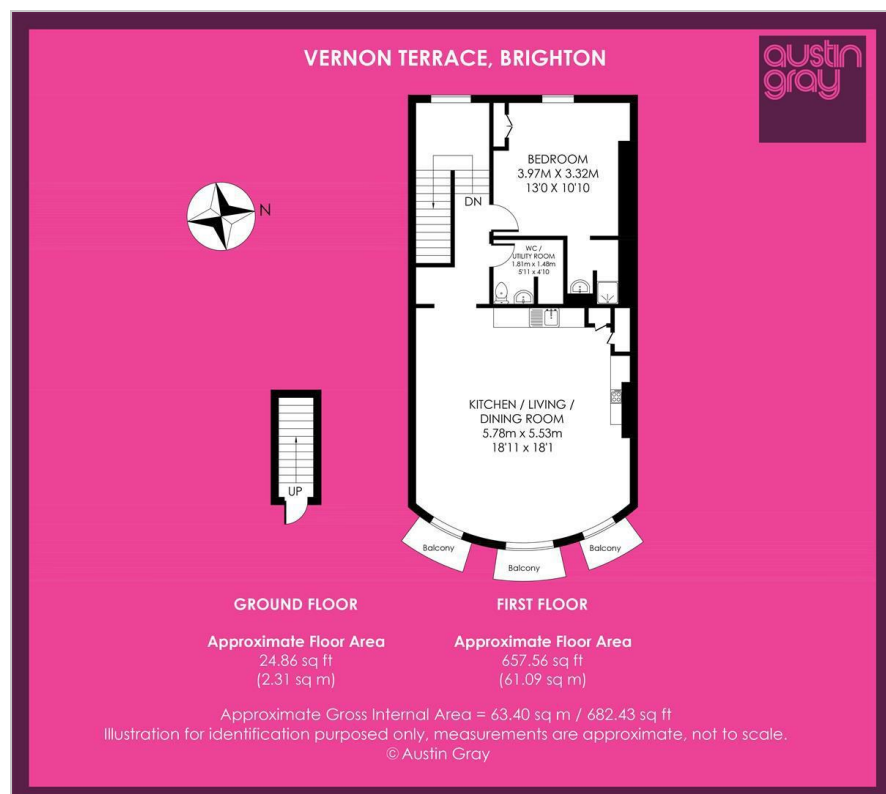 VERNON TERRACE, BRIGHTON
austin
gray
N
BEDROOM
3.97M X 3.32M
13'0 X 10'10
DN
WC /
UTILITY ROOM
1.81m x 1.48m
5'11 x 4'10
KITCHEN / LIVING /
DINING ROOM
5.78m x 5.53m
18'11 x 18'1
UP
Balcony
Balcony
Balcony
GROUND FLOOR
Approximate Floor Area
24.86 sq ft
(2.31 sq m)
FIRST FLOOR
Approximate Floor Area
657.56 sq ft
(61.09 sq m)
Approximate Gross Internal Area = 63.40 sq m / 682.43 sq ft
Illustration for identification purposed only, measurements are approximate, not to scale.
© Austin Gray